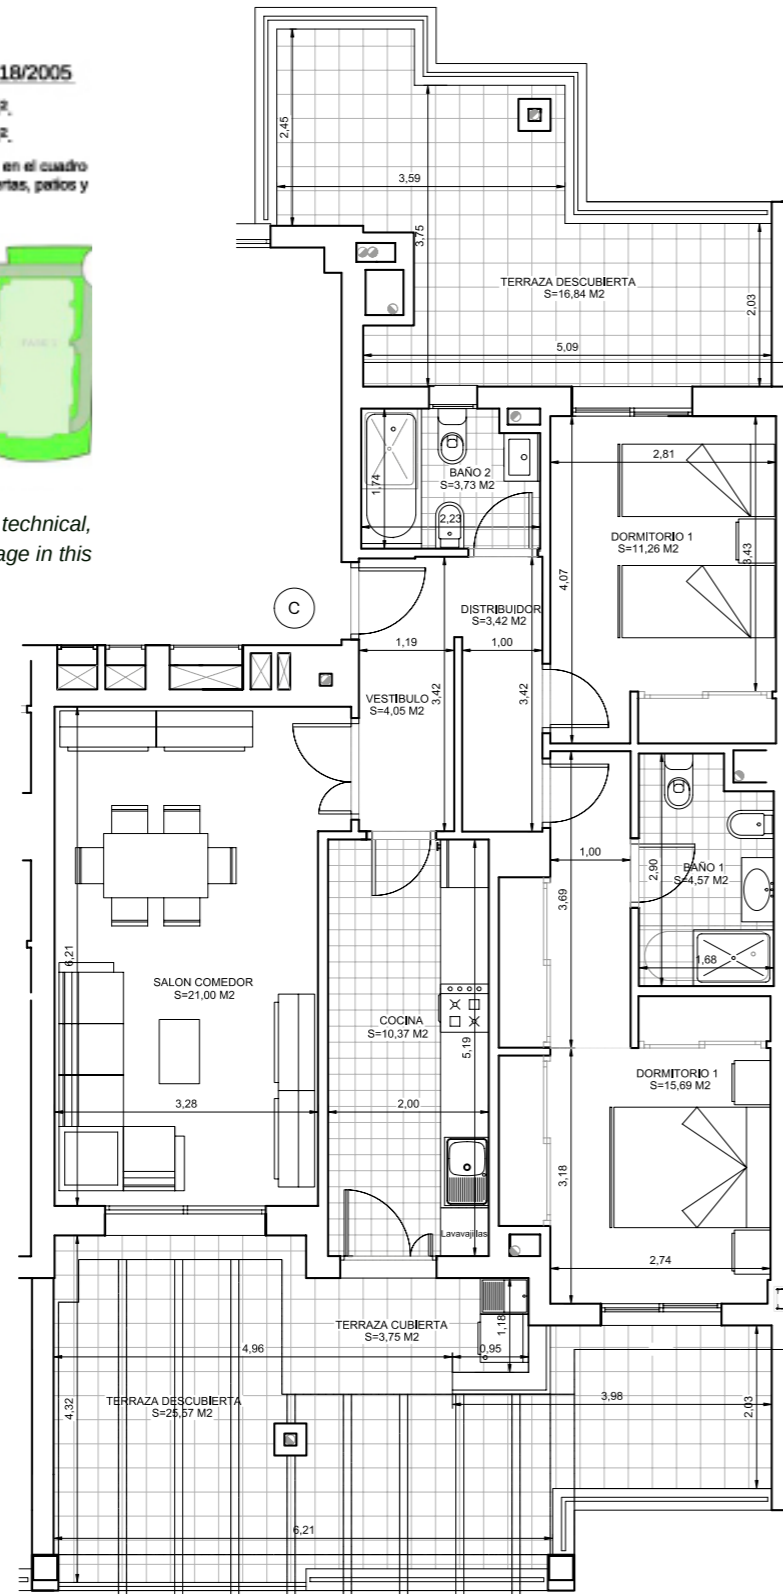 18/2005
².
².
en el cuadro
ertas, patios y
technical,
age in this
2,45
3,59
3,75
TERRAZA DESCUBIERTA
S=16,84 M2
2,03
5,09
BAÑO 2
S=3,73 M2
1,74
2,23
2,81
DORMITORIO 1
S=11,26 M2
3,43
4,07
C
DISTRIBUIDOR
S=3,42 M2
1,19
1,00
VESTIBULO
S=4,05 M2
3,42
3,42
1,00
2,90
BAÑO 1
S=4,57 M2
3,69
1,68
6,21
SALON COMEDOR
S=21,00 M2
COCINA
S=10,37 M2
5,19
DORMITORIO 1
S=15,69 M2
3,28
2,00
3,18
Lavavajillas
2,74
TERRAZA CUBIERTA
S=3,75 M2
1,18
4,96
0,95
TERRAZA DESCUBIERTA
S=25,57 M2
4,32
3,98
2,03
6,21